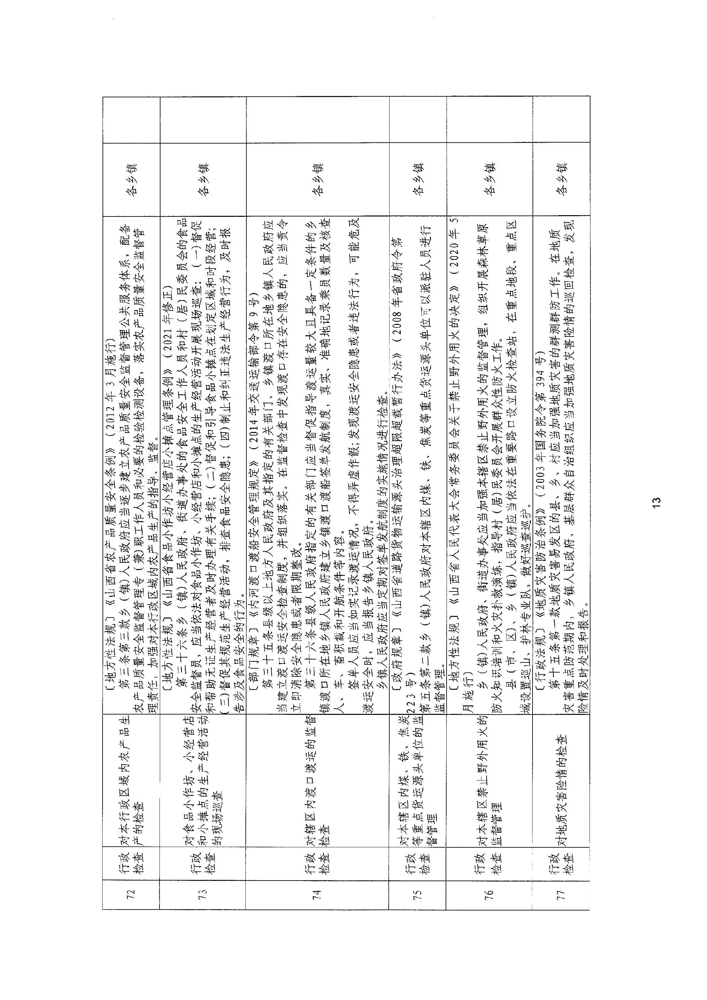 72
行政
检查
对本行政区域内农产品生
产的检查
〔地方性法规〕《山西省农产品质量安全条例》（2012年3月施行）
第三条第三款乡（镇）人民政府应当逐步建立农产品质量安全监督管理公共服务体系，配备
农产品质量安全监督管理专（兼）职工作人员和必要的检验检测设备，落实农产品质量安全监督管
理责任，加强对本行政区域内农产品生产的指导、监督。
各乡镇
73
行政
检查
对食品小作坊、小经营店
和小摊点的生产经营活动
的现场巡查
〔地方性法规〕《山西省食品小作坊小经营店小摊点管理条例》（2021年修正）
第三十六条乡（镇）人民政府、街道办事处的食品安全工作人员和村（居）民委员会的食品
安全监督员，应当依法对食品小作坊、小经营店和小摊点的生产经营活动开展现场巡查：（一）督促
和帮助无证生产经营者及时办理有关手续；（二）督促和引导食品小摊点在划定区域和时段经营；
（三）督促其规范生产经营活动，排查食品安全隐患；（四）制止和纠正违法生产经营行为，及时报
告涉及食品安全的行为。
各乡镇
74
行政
检查
对辖区内渡口渡运的监督
检查
〔部门规章〕《内河渡口渡船安全管理规定》（2014年交通运输部令第9号）
第三十五条县级以上地方人民政府及其指定的有关部门、乡镇渡口所在地乡镇人民政府应
当建立渡口渡运安全检查制度，并组织落实。在监督检查中发现渡口存在安全隐患的，应当责令
立即消除安全隐患或者限期整改。
第三十六条县级人民政府指定的有关部门应当督促指导渡运量较大且具备一定条件的乡
镇渡口所在地乡镇人民政府建立乡镇渡口渡船签单发航制度，真实、准确地记录乘员数量及核查
人、车、畜积载和开航条件等内容。
签单人员应当如实记录渡运情况，不得弄虚作假;发现渡运安全隐患或者违法行为，可能危及
渡运安全时，应当报告乡镇人民政府。
乡镇人民政府应当定期对签单发航制度的实施情况进行检查。
各乡镇
75
行政
检查
对本辖区内煤、铁、焦炭
等重点货运源头单位的监
督管理
〔政府规章〕《山西省道路货物运输源头治理超限超载暂行办法》（2008年省政府令第
223号）
第五条第二款乡（镇）人民政府对本辖区内煤、铁、焦炭等重点货运源头单位可以派驻人员进行
监督管理。
各乡镇
76
行政
检查
对本辖区禁止野外用火的
监督管理
〔地方性法规〕《山西省人民代表大会常务委员会关于禁止野外用火的决定》（2020年5
月施行）
乡（镇）人民政府、街道办事处应当加强本辖区禁止野外用火的监督管理，组织开展森林草原
防火知识培训和火灾扑救演练，指导村（居）民委员会开展群众性防火工作。
县（市、区）、乡（镇）人民政府应当依法在重要路口设立防火检查站，在重点地段、重点区
域设置巡山、护林专业队，做好巡查巡护。
各乡镇
77
行政
检查
对地质灾害险情的检查
〔行政法规〕《地质灾害防治条例》（2003年国务院令第394号）
第十五条第一款地质灾害易发区的县、乡、村应当加强地质灾害的群测群防工作。在地质
灾害重点防范期内，乡镇人民政府、基层群众自治组织应当加强地质灾害险情的巡回检查，发现
险情及时处理和报告。
各乡镇
13